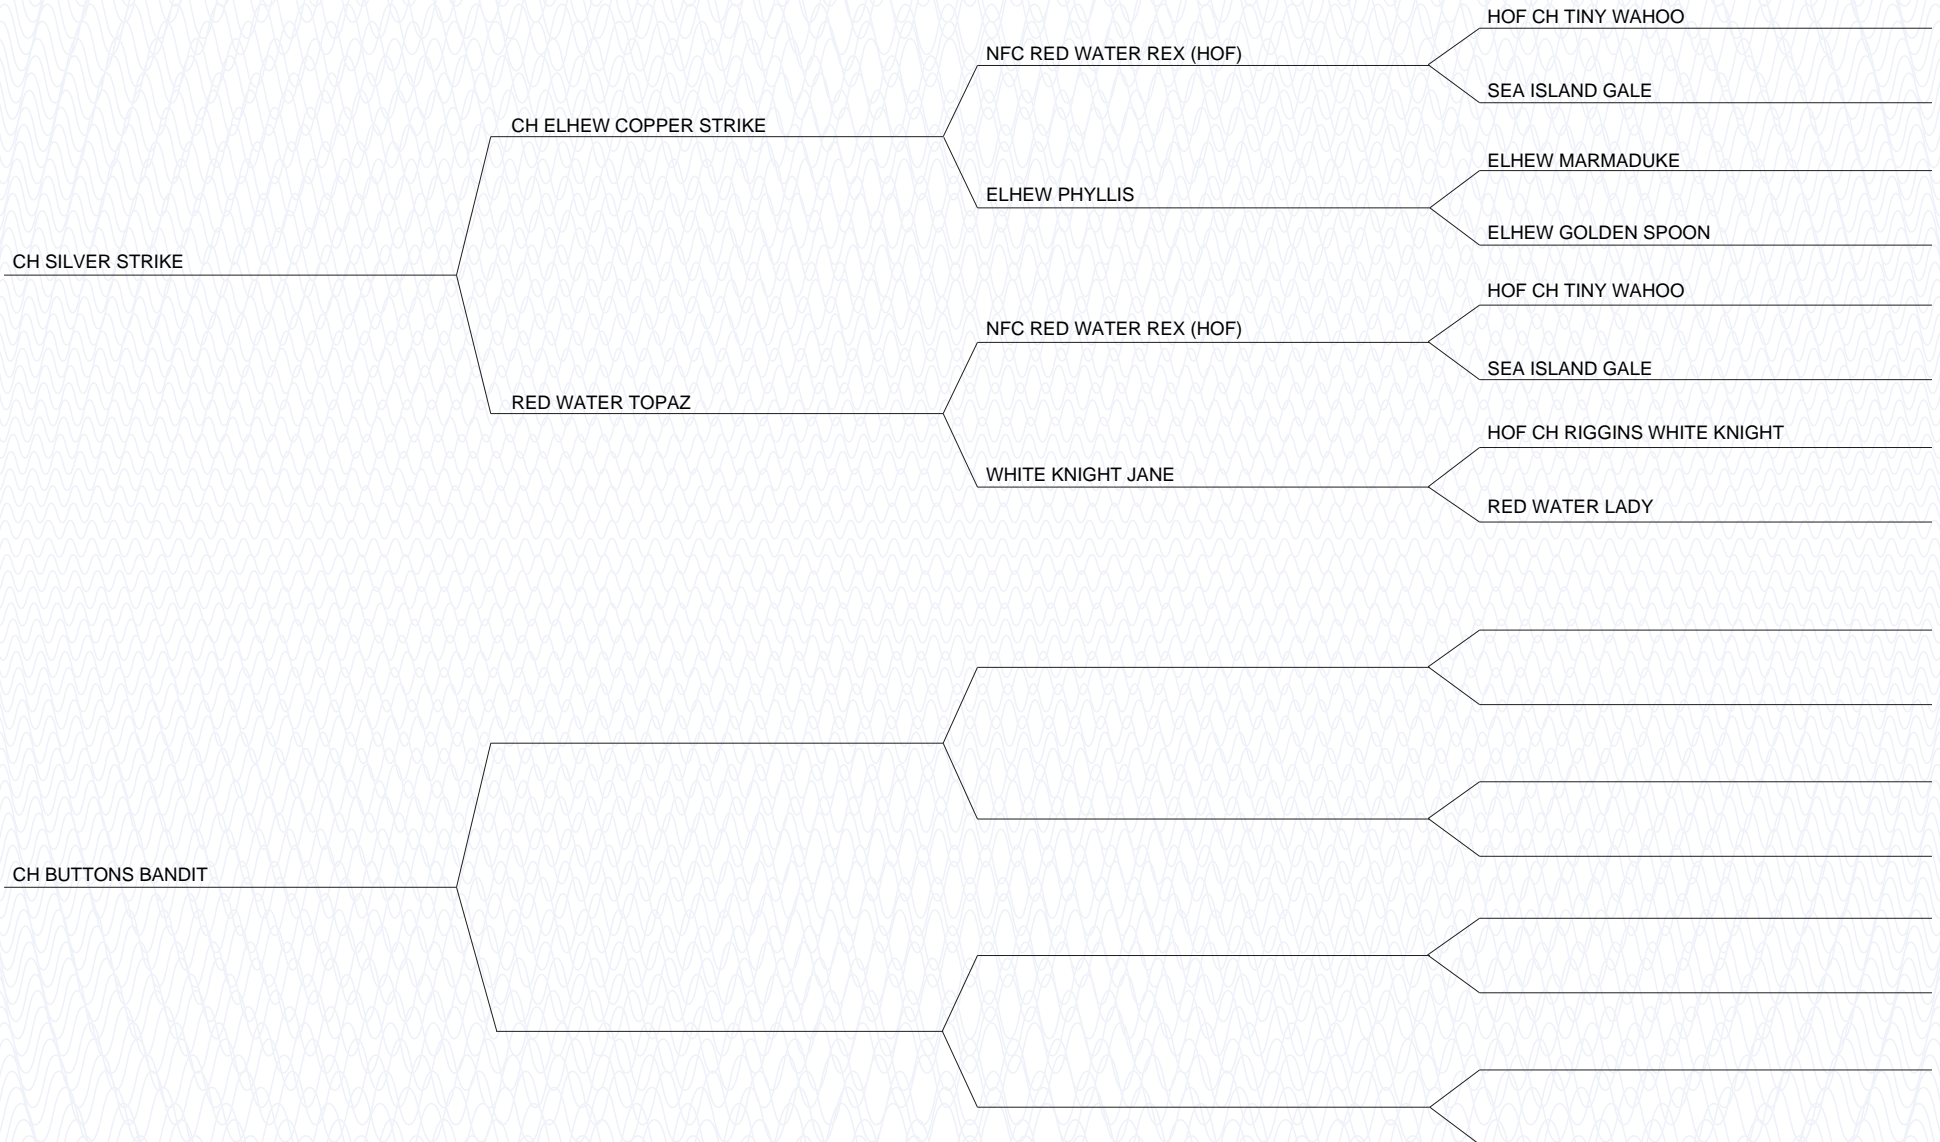 HOF CH TINY WAHOO
NFC RED WATER REX (HOF)
SEA ISLAND GALE
CH ELHEW COPPER STRIKE
ELHEW MARMADUKE
ELHEW PHYLLIS
ELHEW GOLDEN SPOON
CH SILVER STRIKE
HOF CH TINY WAHOO
NFC RED WATER REX (HOF)
SEA ISLAND GALE
RED WATER TOPAZ
HOF CH RIGGINS WHITE KNIGHT
WHITE KNIGHT JANE
RED WATER LADY
CH BUTTONS BANDIT